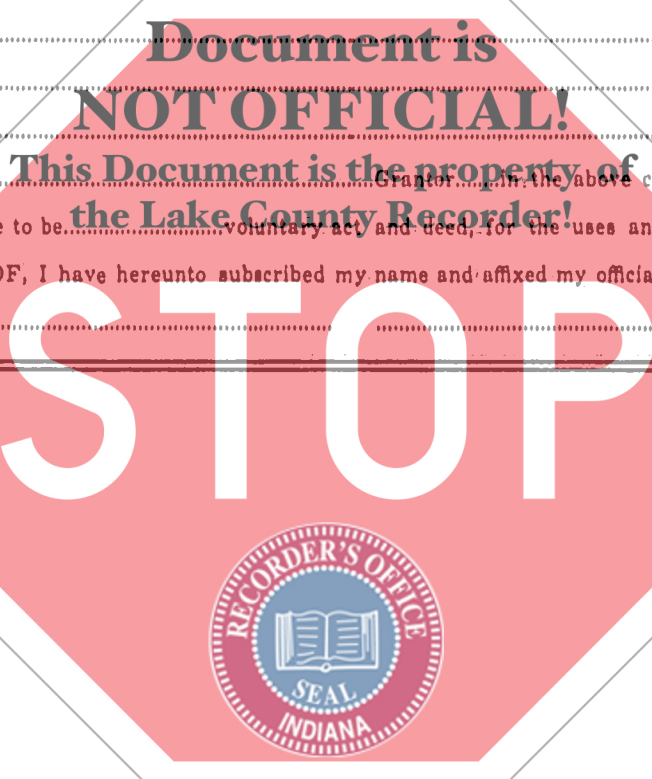 Document is
NOT OFFICIAL!
This Document is the property of
the Lake County Recorder!
Grantor......in the above
to be........................voluntary act, and deed, for the uses an
OF, I have hereunto subscribed my name and affixed my officia
STOP
RECORDER'S OFFICE
SEAL
INDIANA